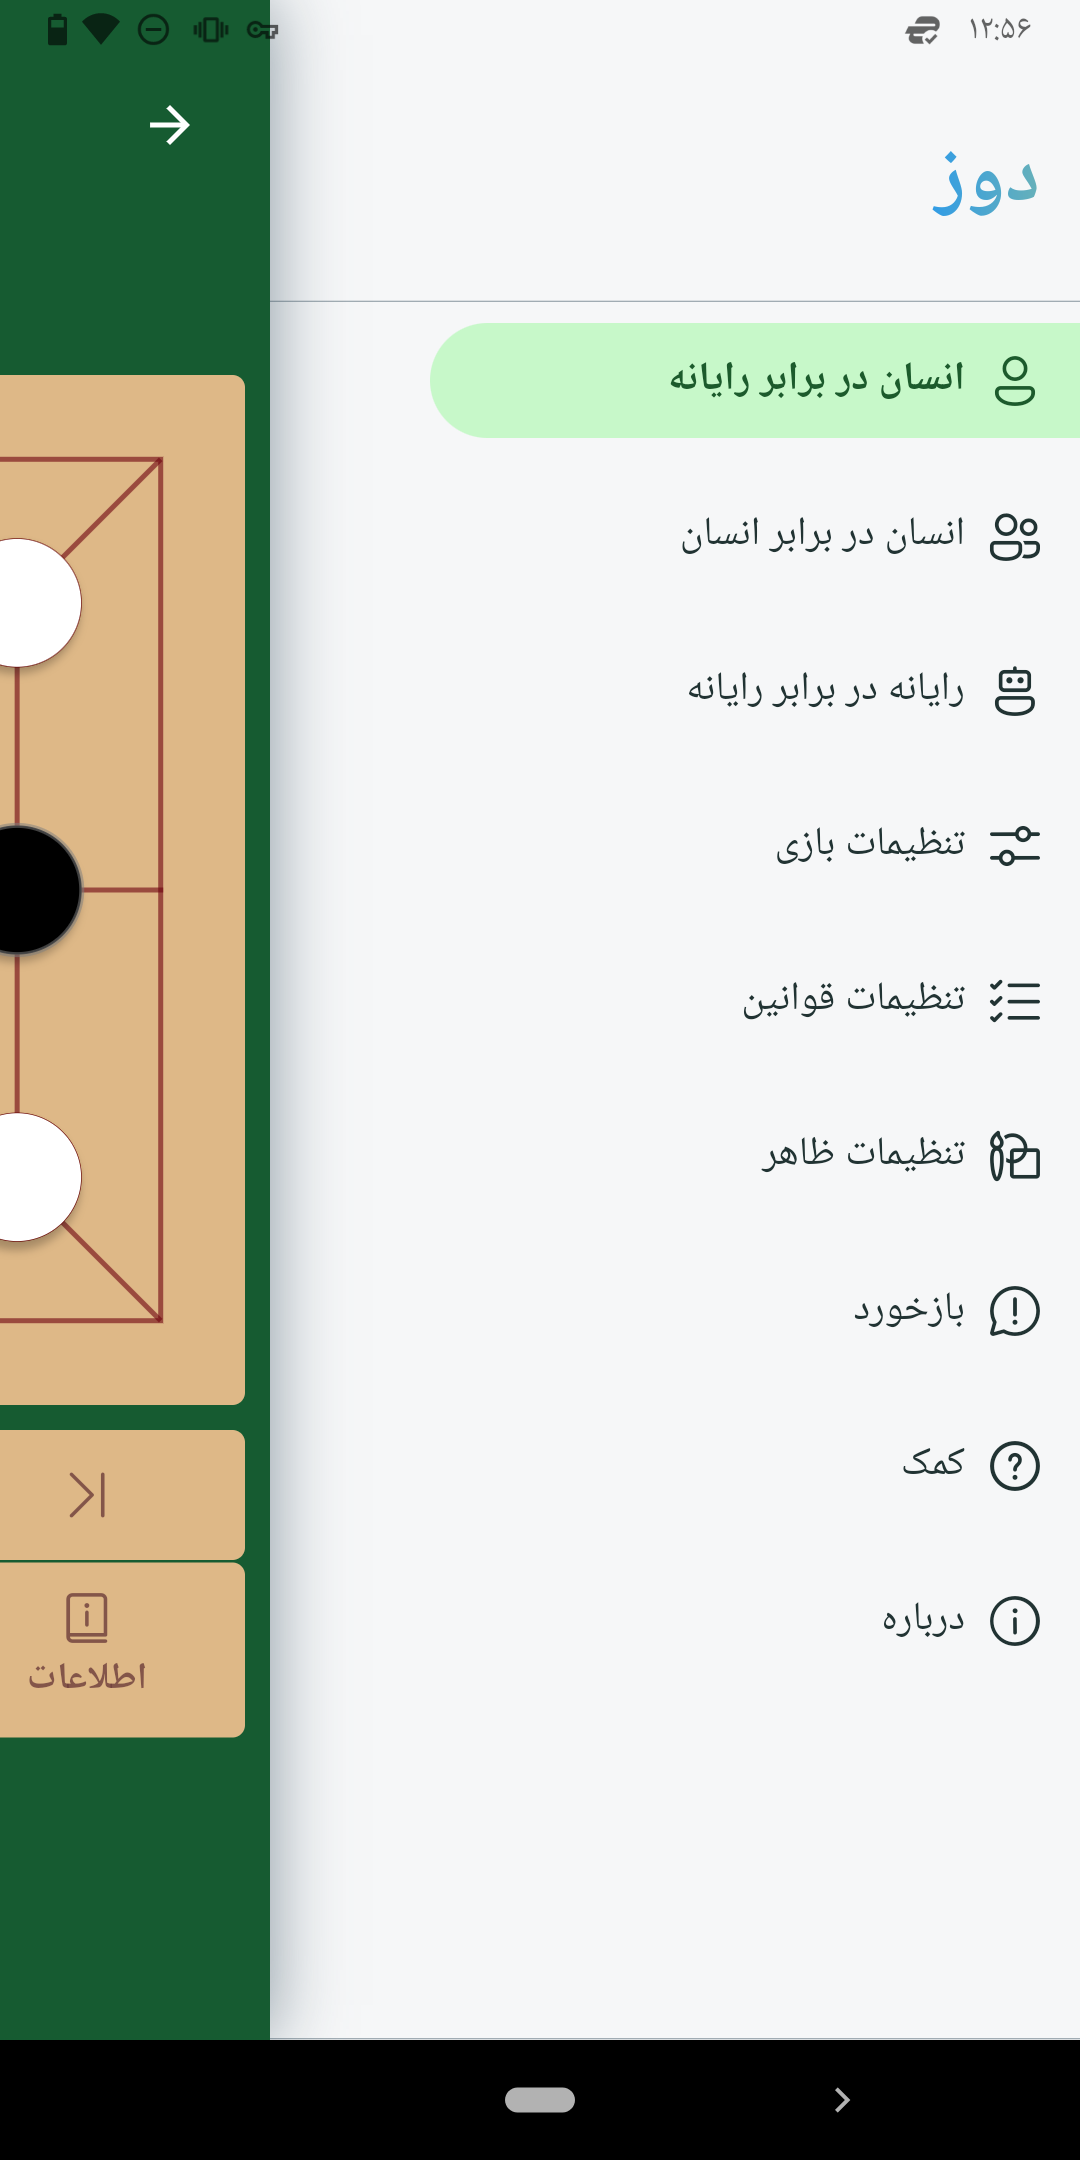 ۱۲:۵۶
دوز
انسان در برابر رایانه
انسان در برابر انسان
رایانه در برابر رایانه
تنظیمات بازی
تنظیمات قوانین
تنظیمات ظاهر
بازخورد
کمک
درباره
اطلاعات